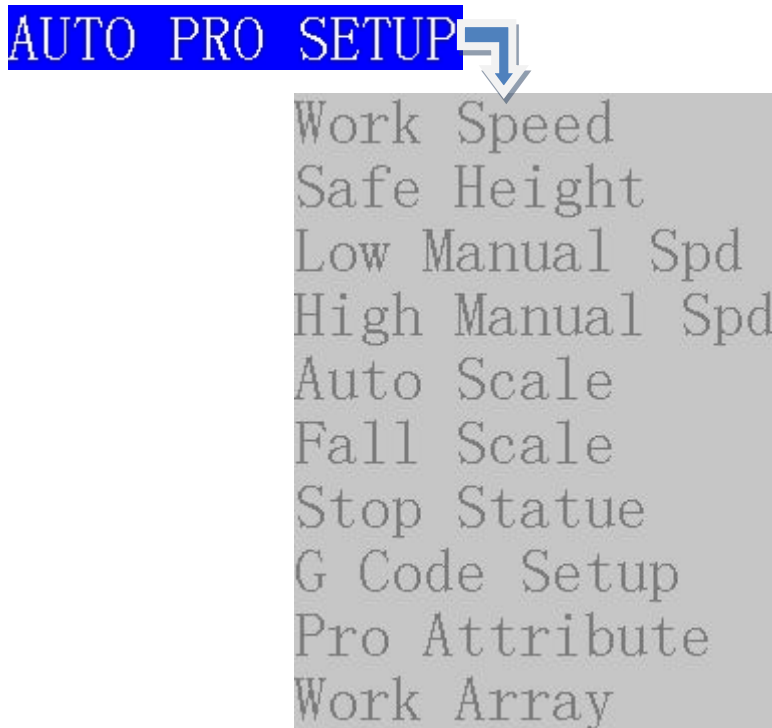 AUTO PRO SETUP
Work Speed
Safe Height
Low Manual Spd
High Manual Spd
Auto Scale
Fall Scale
Stop Statue
G Code Setup
Pro Attribute
Work Array